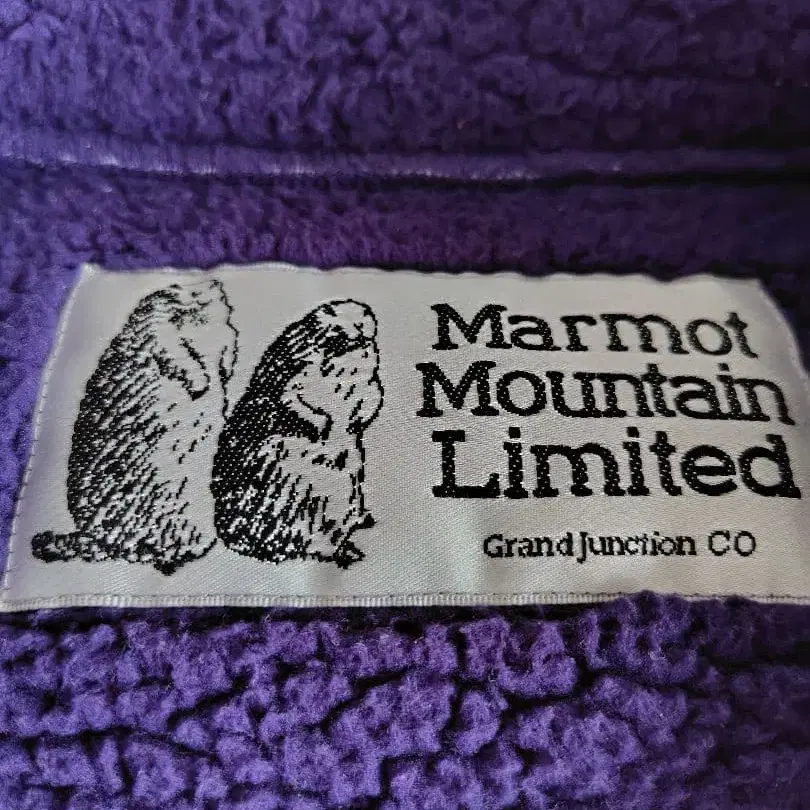 Marmot
Mountain
Limited
Grand Junction CO